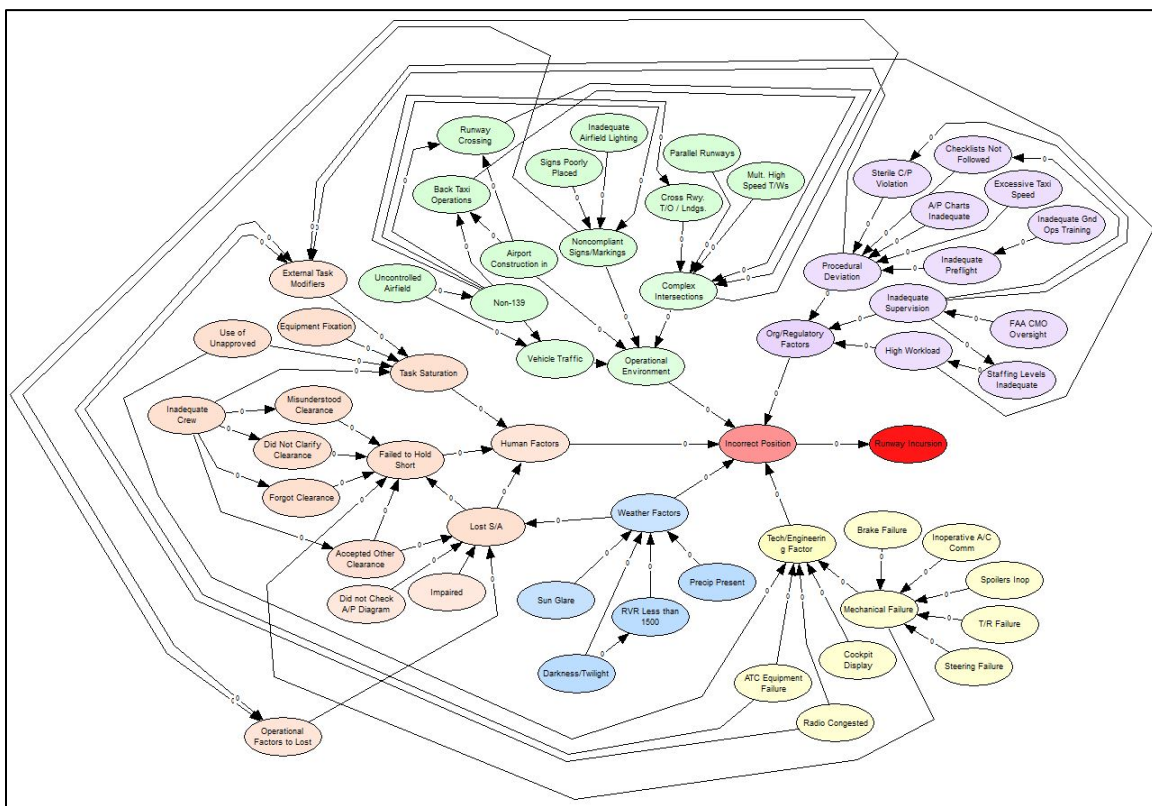 Runway
Crossing
Inadequate
Airfield Lighting
Signs Poorly
Placed
Parallel Runways
Mult. High
Speed T/Ws
Back Taxi
Operations
Cross Rwy.
T/O / Lndgs.
Noncompliant
Signs/Markings
Airport
Construction in
Uncontrolled
Airfield
Non-139
Complex
Intersections
Vehicle Traffic
Operational
Environment
Sterile C/P
Violation
Checklists Not
Followed
A/P Charts
Inadequate
Excessive Taxi
Speed
Inadequate Gnd
Ops Training
Procedural
Deviation
Inadequate
Preflight
Inadequate
Supervision
Org/Regulatory
Factors
FAA CMO
Oversight
High Workload
Staffing Levels
Inadequate
External Task
Modifiers
Use of
Unapproved
Equipment Fixation
Task Saturation
Inadequate
Crew
Misunderstood
Clearance
Did Not Clarify
Clearance
Failed to Hold
Short
Human Factors
Forgot Clearance
Lost S/A
Accepted Other
Clearance
Did not Check
A/P Diagram
Impaired
Operational
Factors to Lost
Incorrect Position
Runway Incursion
Weather Factors
Sun Glare
RVR Less than
1500
Precip Present
Darkness/Twilight
Tech/Engineerin
g Factor
Brake Failure
Inoperative A/C
Comm
Spoilers Inop
Mechanical Failure
T/R Failure
Steering Failure
Cockpit
Display
ATC Equipment
Failure
Radio Congested